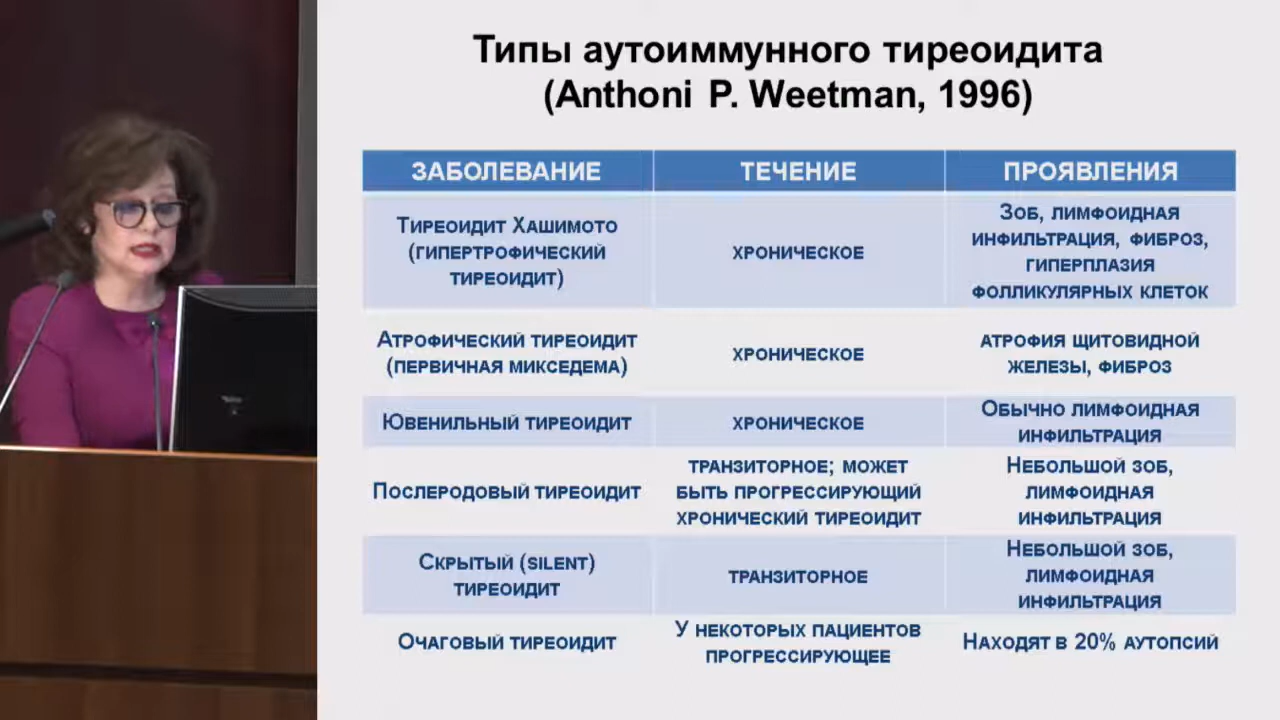 Типы аутоиммунного тиреоидита
(Anthoni P. Weetman, 1996)
ЗАБОЛЕВАНИЕ
ТЕЧЕНИЕ
ПРОЯВЛЕНИЯ
Тиреоидит Хашимото
(гипертрофический
тиреоидит)
хроническое
Зоб, лимфоидная
инфильтрация, фиброз,
гиперплазия
фолликулярных клеток
Атрофический тиреоидит
(первичная микседема)
хроническое
атрофия щитовидной
железы, фиброз
Ювенильный тиреоидит
хроническое
Обычно лимфоидная
инфильтрация
Послеродовый тиреоидит
транзиторное; может
быть прогрессирующий
хронический тиреоидит
Небольшой зоб,
лимфоидная
инфильтрация
Скрытый (silent)
тиреоидит
транзиторное
Небольшой зоб,
лимфоидная
инфильтрация
Очаговый тиреоидит
У некоторых пациентов
прогрессирующее
Находят в 20% аутопсий